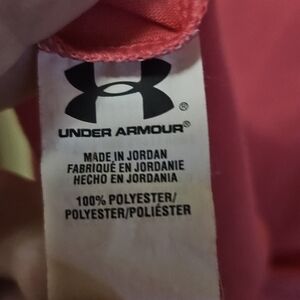 UNDER ARMOUR®
MADE IN JORDAN
FABRIQUÉ EN JORDANIE
HECHO EN JORDANIA
100% POLYESTER/
POLYESTER/POLIÉSTER